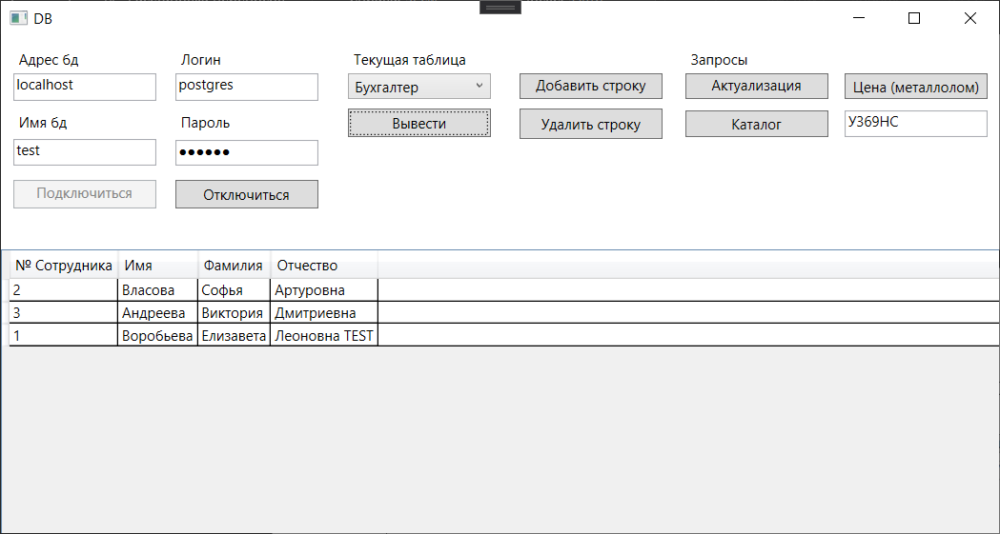 DB
Адрес бд Логин Текущая таблица Запросы
localhost postgres Бухгалтер Добавить строку Актуализация Цена (металлолом)
Имя бд Пароль Вывести Удалить строку Каталог У369НС
test ●●●●●●
Подключиться Отключиться
№ Сотрудника Имя Фамилия Отчество
2 Власова Софья Артуровна
3 Андреева Виктория Дмитриевна
1 Воробьева Елизавета Леоновна TEST